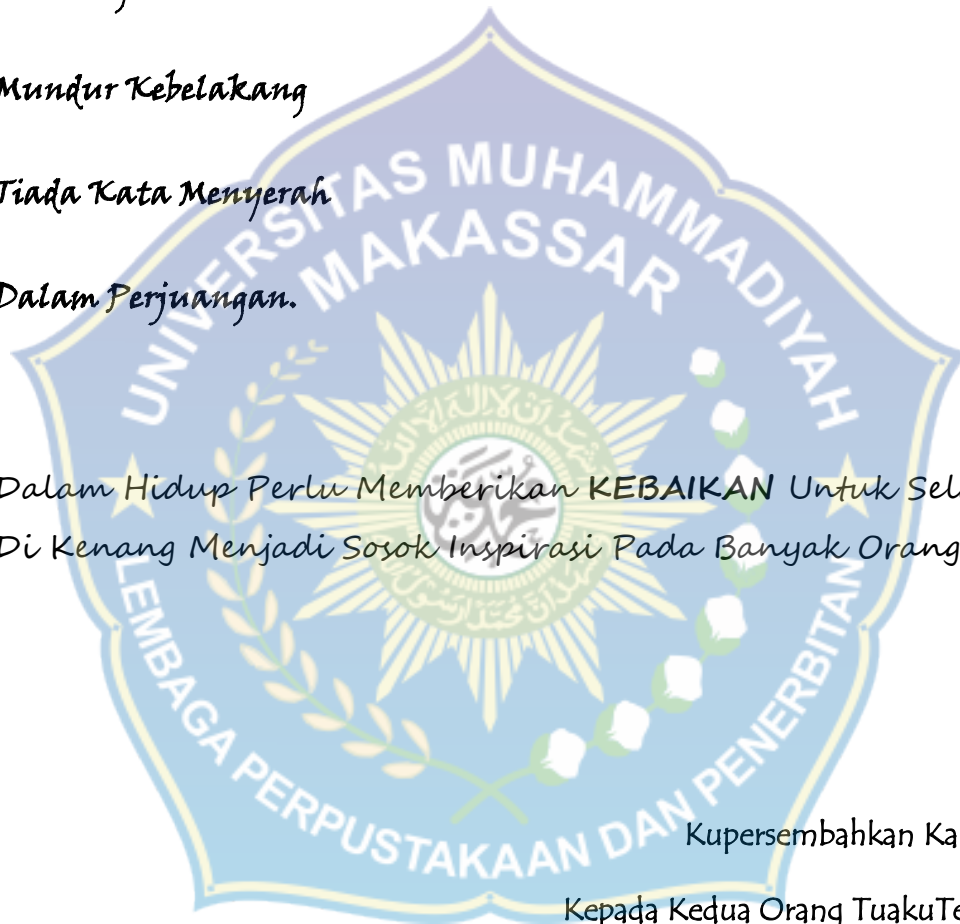 Mundur Kebelakang
Tiada Kata Menyerah
Dalam Perjuangan.
UNIVERSITAS MUHAMMADIYAH
MAKASSAR
Dalam Hidup Perlu Memberikan KEBAIKAN Untuk Sel
Di Kenang Menjadi Sosok Inspirasi Pada Banyak Orang
LEMBAGA PERPUSTAKAAN DAN PENERBITAN
Kupersembahkan Ka
Kepada Kedua Orang TuakuTe